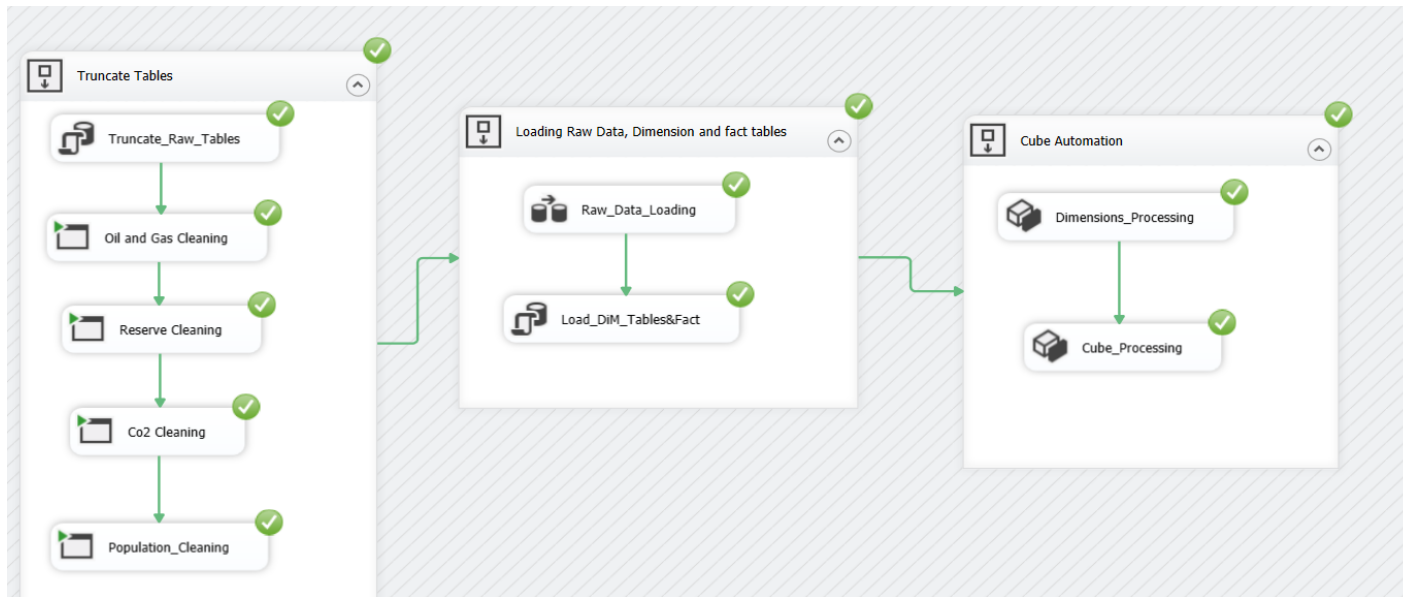 Truncate Tables
Truncate_Raw_Tables
Oil and Gas Cleaning
Reserve Cleaning
Co2 Cleaning
Population_Cleaning
Loading Raw Data, Dimension and fact tables
Raw_Data_Loading
Load_DiM_Tables&Fact
Cube Automation
Dimensions_Processing
Cube_Processing